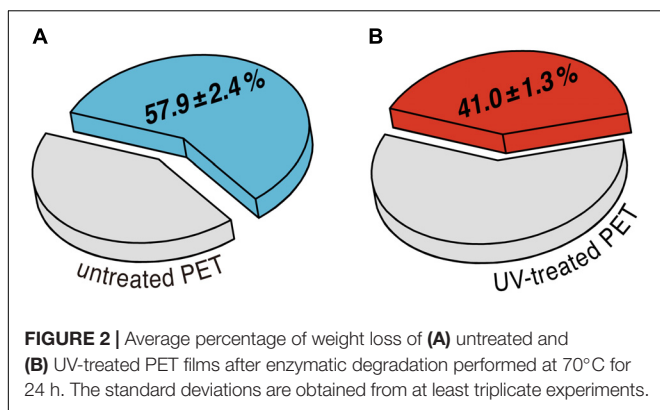 A
B
57.9±2.4%
41.0±1.3%
untreated PET
UV-treated PET
FIGURE 2 | Average percentage of weight loss of (A) untreated and
(B) UV-treated PET films after enzymatic degradation performed at 70°C for
24 h. The standard deviations are obtained from at least triplicate experiments.